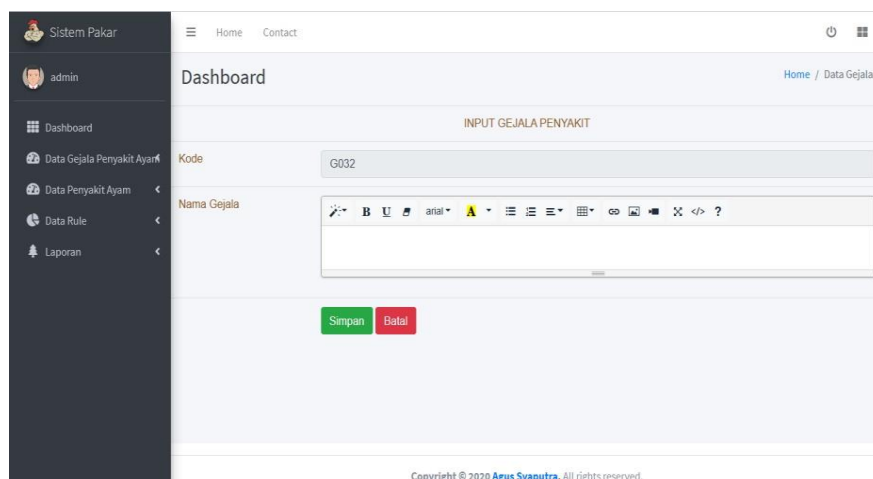 Sistem Pakar
Home Contact
admin
Dashboard
Home / Data Gejala
Dashboard
Data Gejala Penyakit Ayam
Data Penyakit Ayam
Data Rule
Laporan
INPUT GEJALA PENYAKIT
Kode
G032
Nama Gejala
B U arial A </> ?
Simpan Batal
Copyright © 2020 Agus Syaputra. All rights reserved.